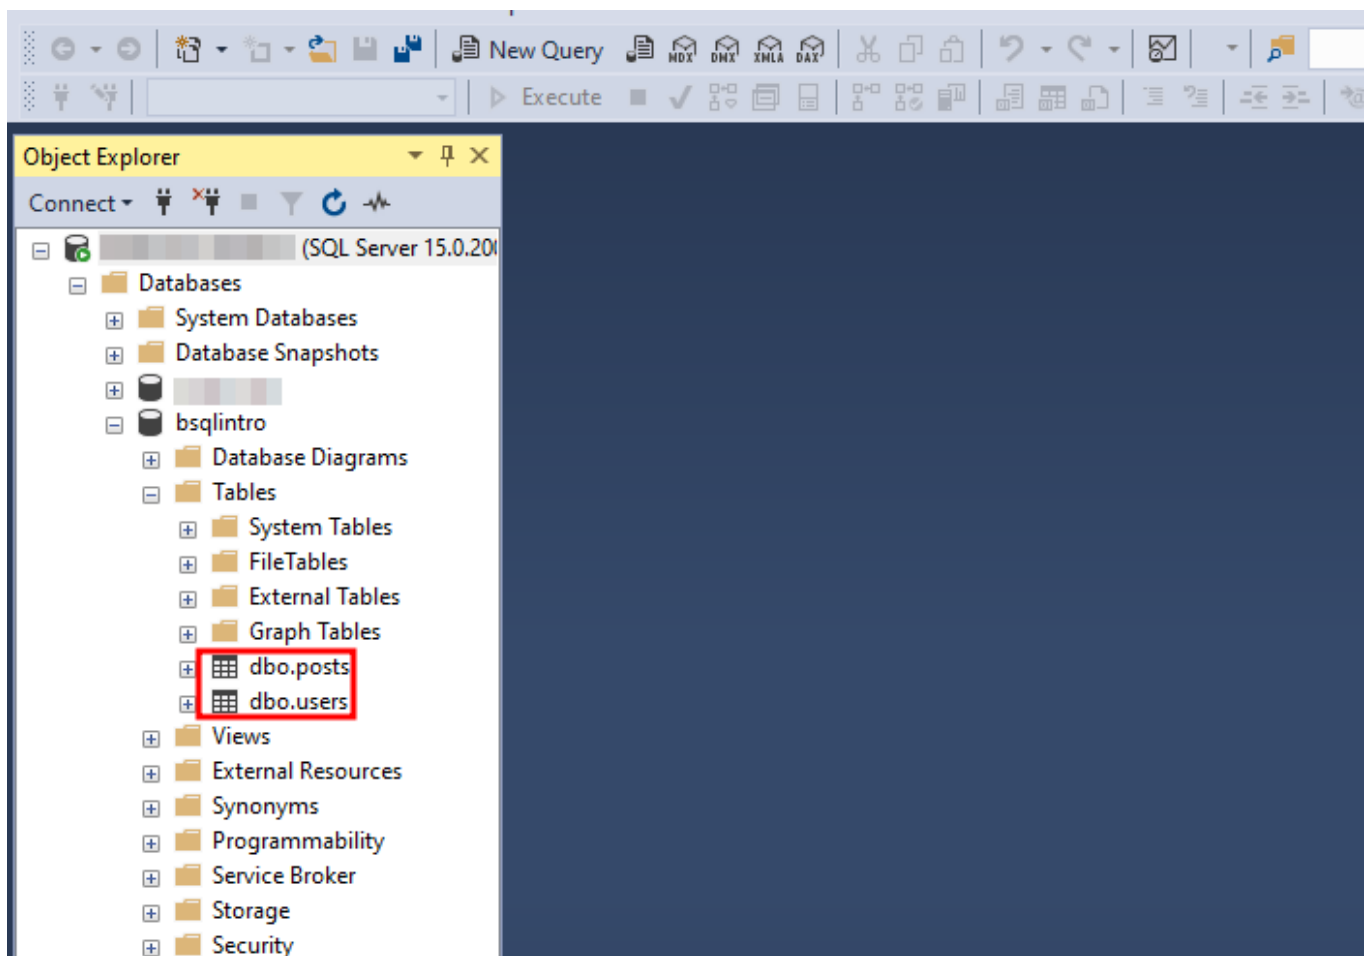 New Query MDX DMX XMLA DAX
Execute
Object Explorer
Connect
(SQL Server 15.0.200
Databases
System Databases
Database Snapshots
bsqlintro
Database Diagrams
Tables
System Tables
FileTables
External Tables
Graph Tables
dbo.posts
dbo.users
Views
External Resources
Synonyms
Programmability
Service Broker
Storage
Security